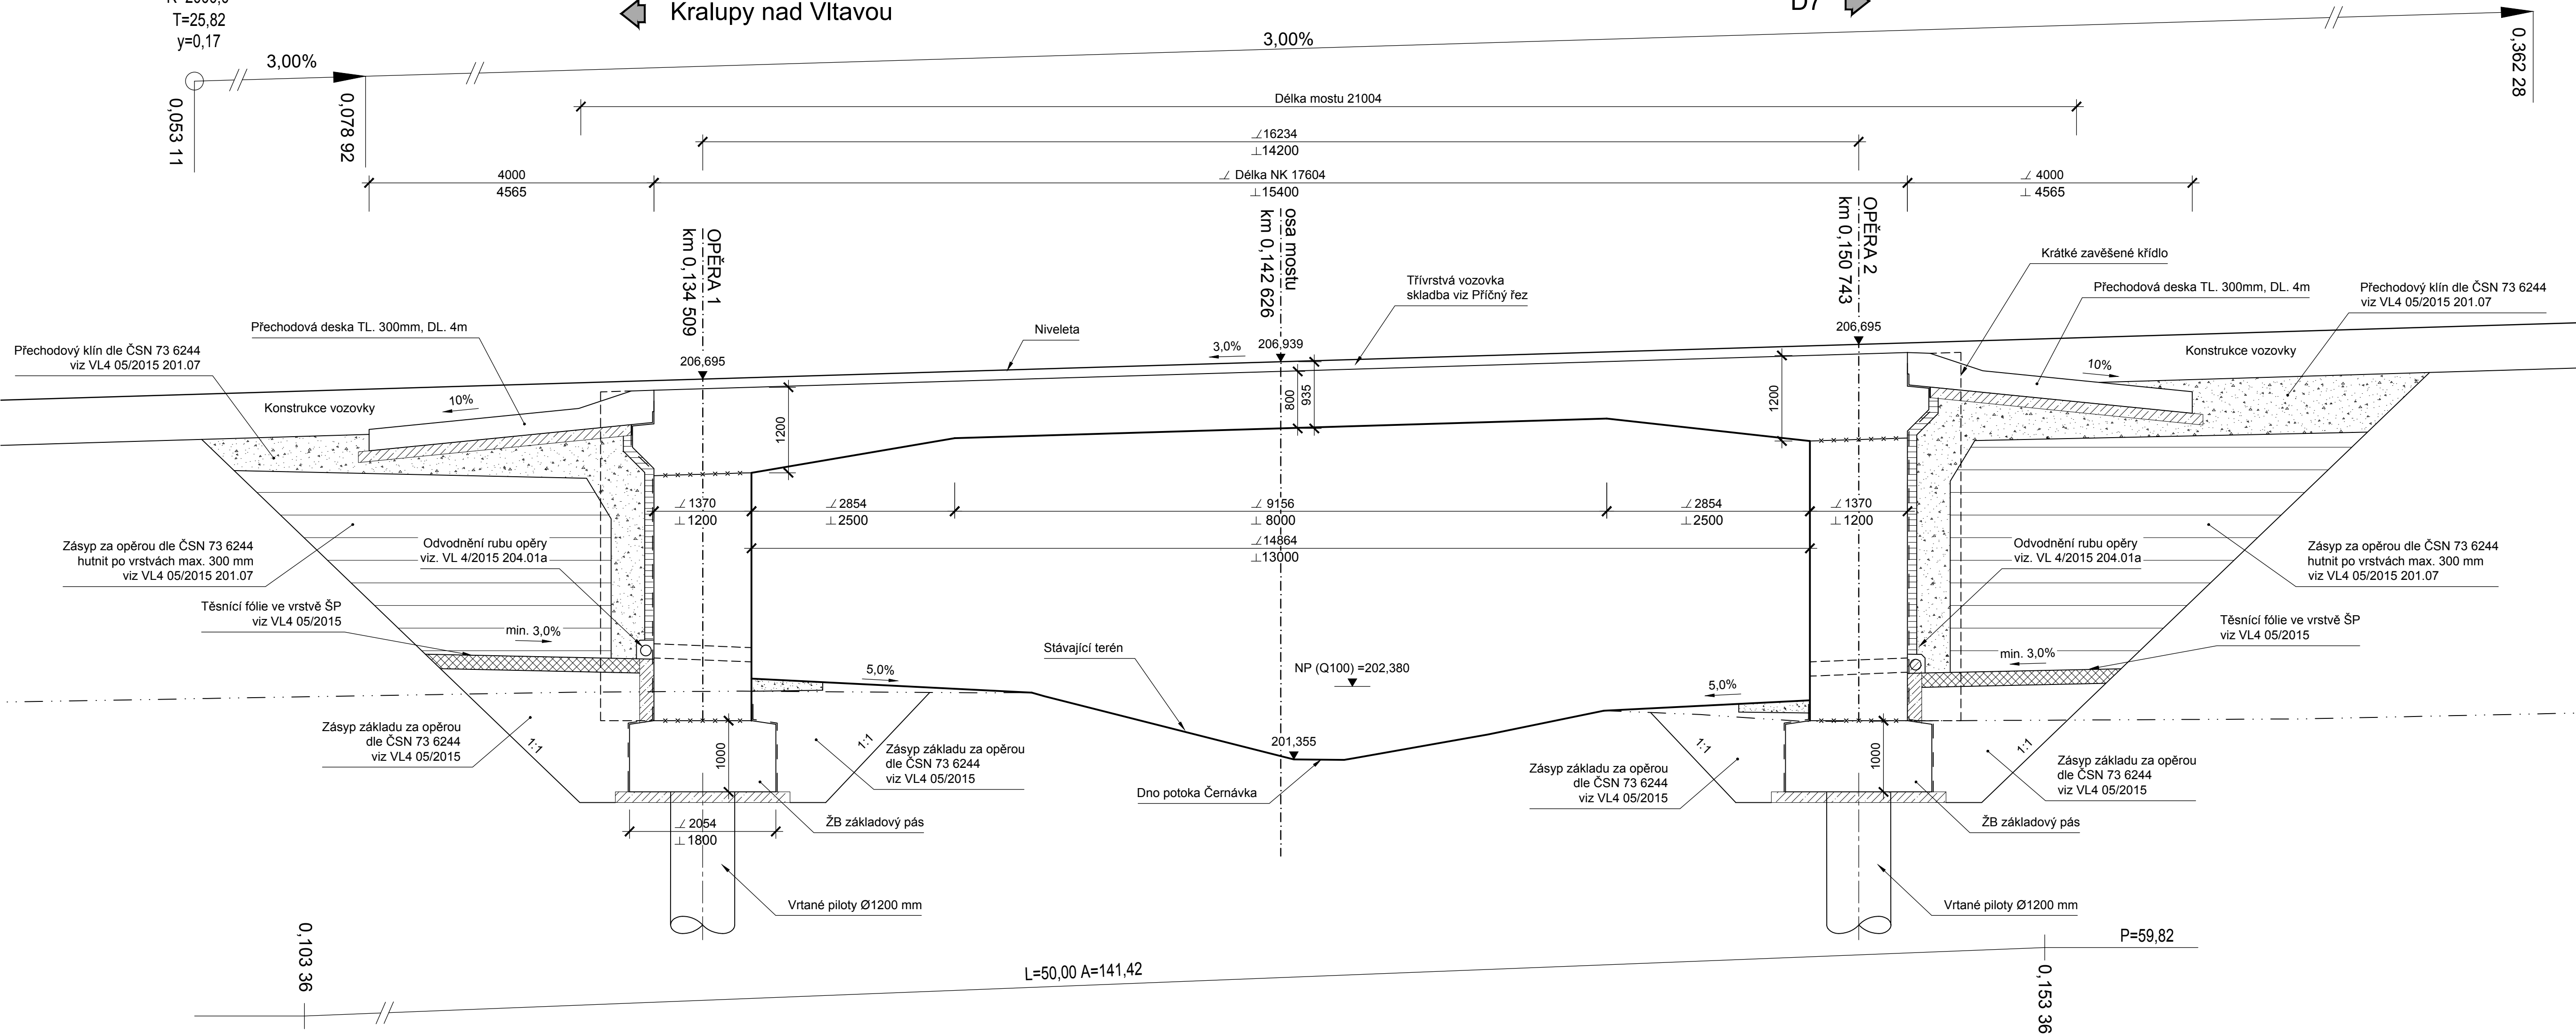 T=25,82
y=0,17
Kralupy nad Vltavou
D7
3,00%
3,00%
0,053 11
0,078 92
0,362 28
Délka mostu 21004
⦟16234
⊥14200
4000
4565
⦟ Délka NK 17604
⊥15400
⦟ 4000
⊥ 4565
OPĚRA 1
km 0,134 509
osa mostu
km 0,142 626
OPĚRA 2
km 0,150 743
Krátké zavěšené křídlo
Přechodová deska TL. 300mm, DL. 4m
Přechodový klín dle ČSN 73 6244
viz VL4 05/2015 201.07
Třívrstvá vozovka
skladba viz Příčný řez
Přechodová deska TL. 300mm, DL. 4m
Niveleta
Přechodový klín dle ČSN 73 6244
viz VL4 05/2015 201.07
206,695
3,0%
206,939
206,695
Konstrukce vozovky
10%
Konstrukce vozovky
10%
1200
800
935
1200
⦟1370
⊥1200
⦟2854
⊥2500
⦟ 9156
⊥ 8000
⦟2854
⊥2500
⦟1370
⊥1200
⦟14864
⊥13000
Zásyp za opěrou dle ČSN 73 6244
hutnit po vrstvách max. 300 mm
viz VL4 05/2015 201.07
Odvodnění rubu opěry
viz. VL 4/2015 204.01a
Odvodnění rubu opěry
viz. VL 4/2015 204.01a
Zásyp za opěrou dle ČSN 73 6244
hutnit po vrstvách max. 300 mm
viz VL4 05/2015 201.07
Těsnící fólie ve vrstvě ŠP
viz VL4 05/2015
min. 3,0%
Těsnící fólie ve vrstvě ŠP
viz VL4 05/2015
min. 3,0%
Stávající terén
5,0%
NP (Q100) =202,380
5,0%
201,355
Dno potoka Černávka
Zásyp základu za opěrou
dle ČSN 73 6244
viz VL4 05/2015
1:1
1000
1:1
Zásyp základu za opěrou
dle ČSN 73 6244
viz VL4 05/2015
Zásyp základu za opěrou
dle ČSN 73 6244
viz VL4 05/2015
1:1
1000
1:1
Zásyp základu za opěrou
dle ČSN 73 6244
viz VL4 05/2015
⦟ 2054
⊥1800
ŽB základový pás
ŽB základový pás
Vrtané piloty Ø1200 mm
Vrtané piloty Ø1200 mm
0,103 36
L=50,00 A=141,42
P=59,82
0,153 36